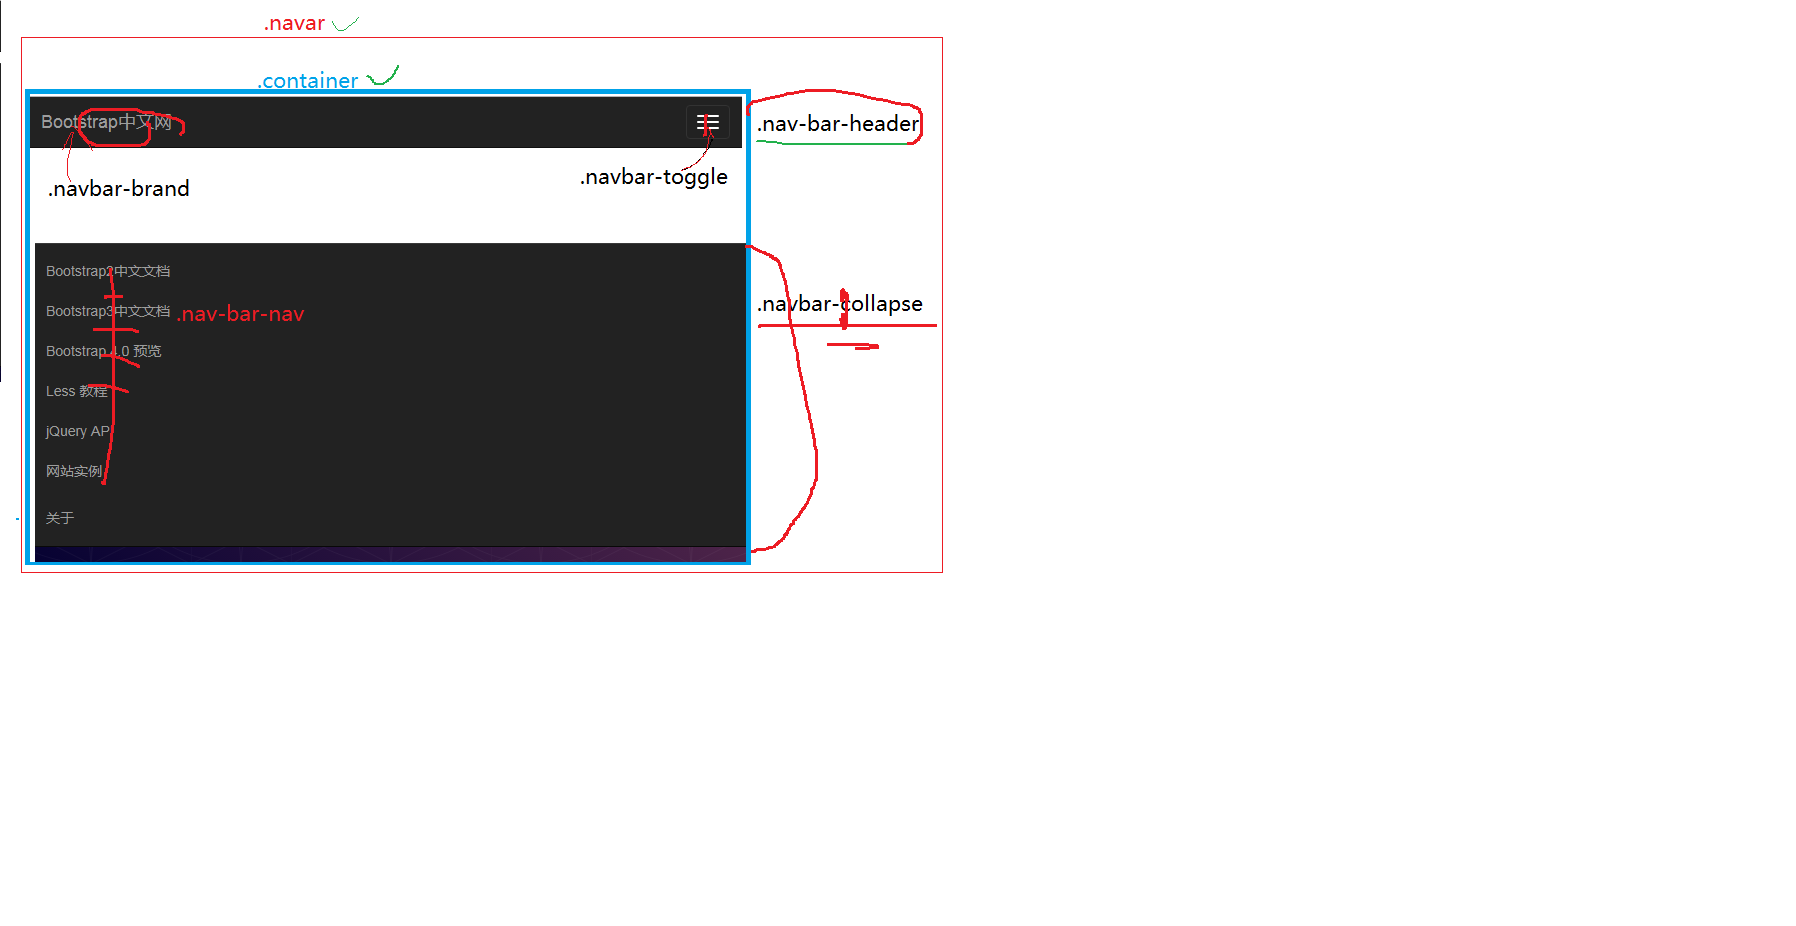 .navar
.container
Bootstrap中文网
.nav-bar-header
.navbar-brand
.navbar-toggle
Bootstrap2中文文档
Bootstrap3中文文档
.nav-bar-nav
.navbar-collapse
Bootstrap 4.0 预览
Less 教程
jQuery API
网站实例
关于